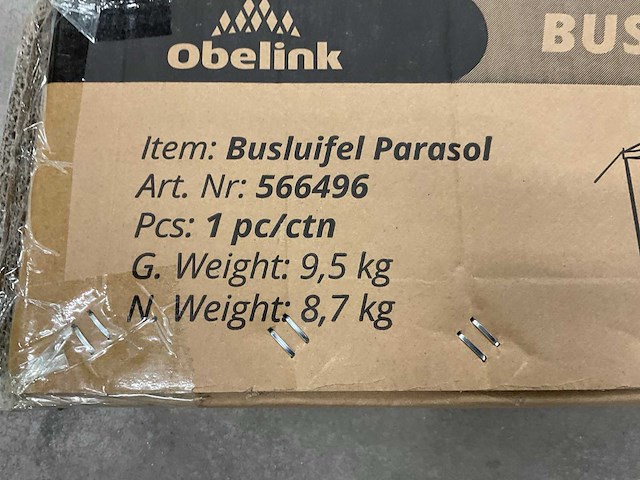 Obelink
BUS
Item: Busluifel Parasol
Art. Nr: 566496
Pcs: 1 pc/ctn
G. Weight: 9,5 kg
N. Weight: 8,7 kg